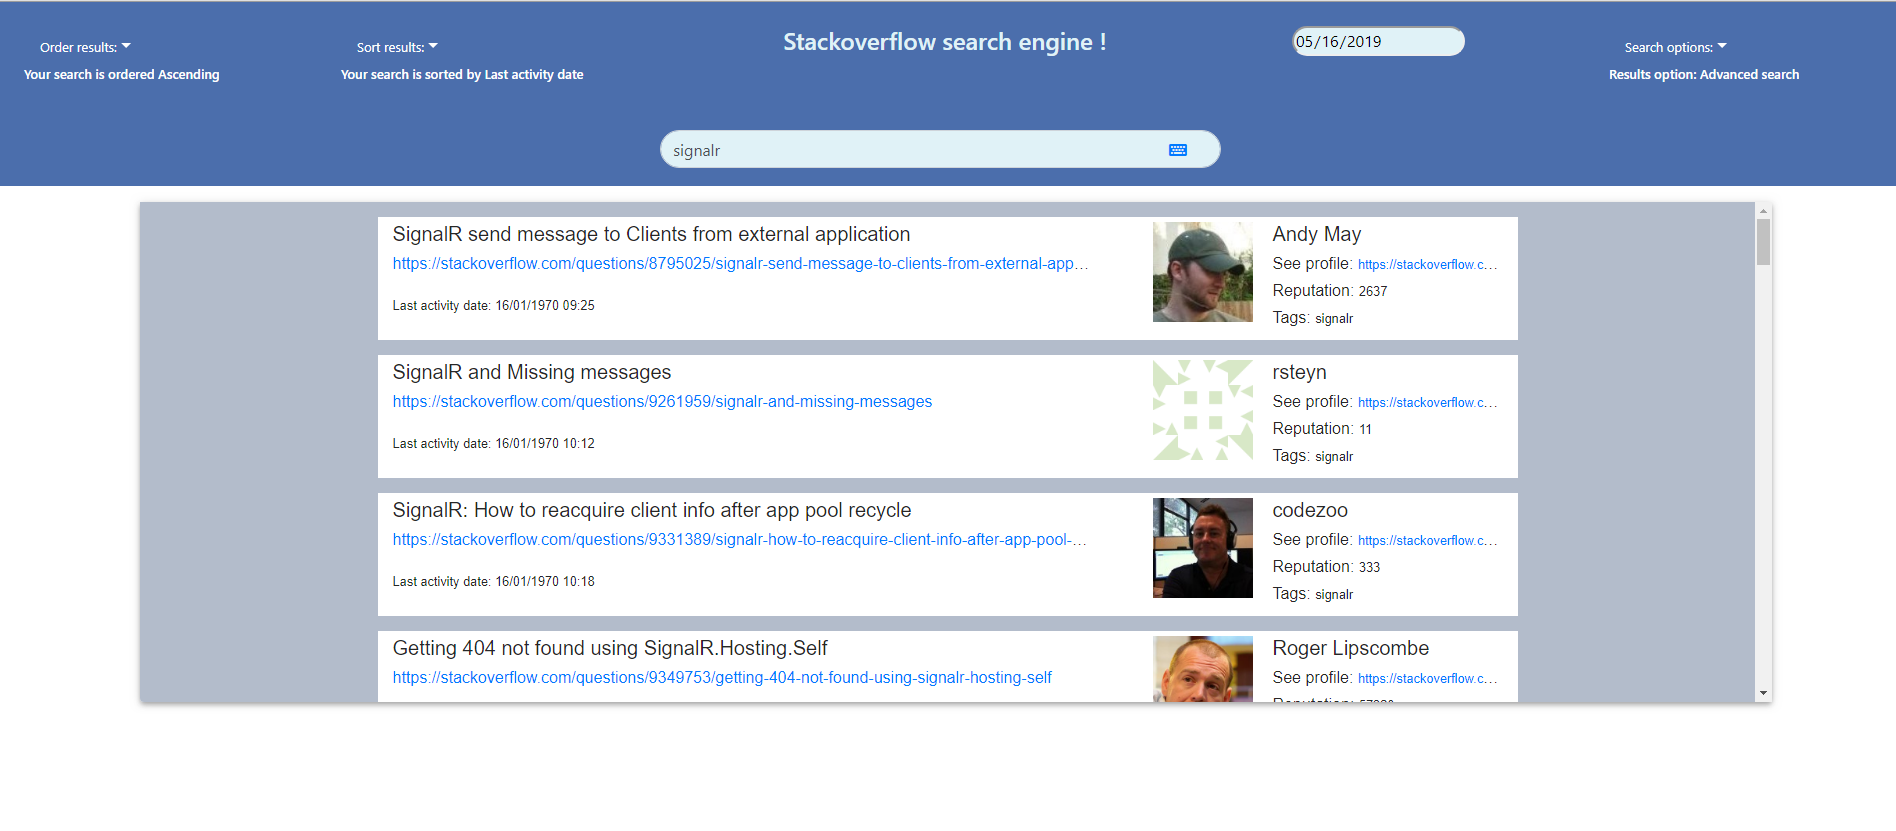 Order results:
Your search is ordered Ascending
Sort results:
Your search is sorted by Last activity date
Stackoverflow search engine !
05/16/2019
Search options:
Results option: Advanced search
signalr
SignalR send message to Clients from external application
https://stackoverflow.com/questions/8795025/signalr-send-message-to-clients-from-external-app…
Last activity date: 16/01/1970 09:25
Andy May
See profile: https://stackoverflow.c…
Reputation: 2637
Tags: signalr
SignalR and Missing messages
https://stackoverflow.com/questions/9261959/signalr-and-missing-messages
Last activity date: 16/01/1970 10:12
rsteyn
See profile: https://stackoverflow.c…
Reputation: 11
Tags: signalr
SignalR: How to reacquire client info after app pool recycle
https://stackoverflow.com/questions/9331389/signalr-how-to-reacquire-client-info-after-app-pool-…
Last activity date: 16/01/1970 10:18
codezoo
See profile: https://stackoverflow.c…
Reputation: 333
Tags: signalr
Getting 404 not found using SignalR.Hosting.Self
https://stackoverflow.com/questions/9349753/getting-404-not-found-using-signalr-hosting-self
Roger Lipscombe
See profile: https://stackoverflow.c…
Reputation: